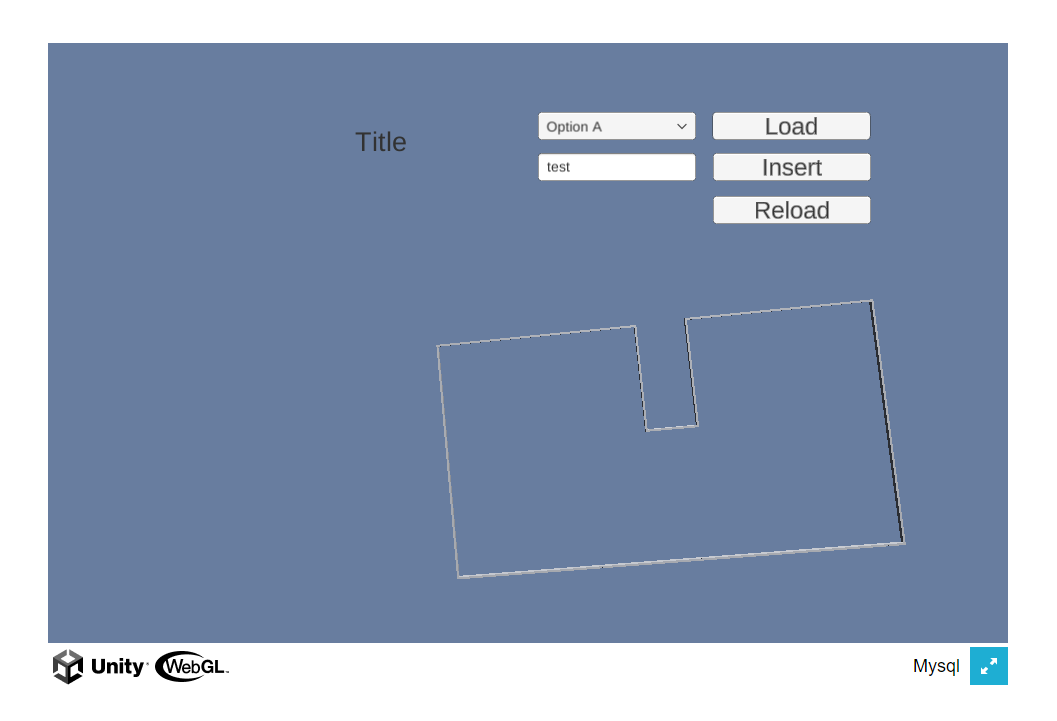 Title
Option A
Load
test
Insert
Reload
Unity WebGL
Mysql